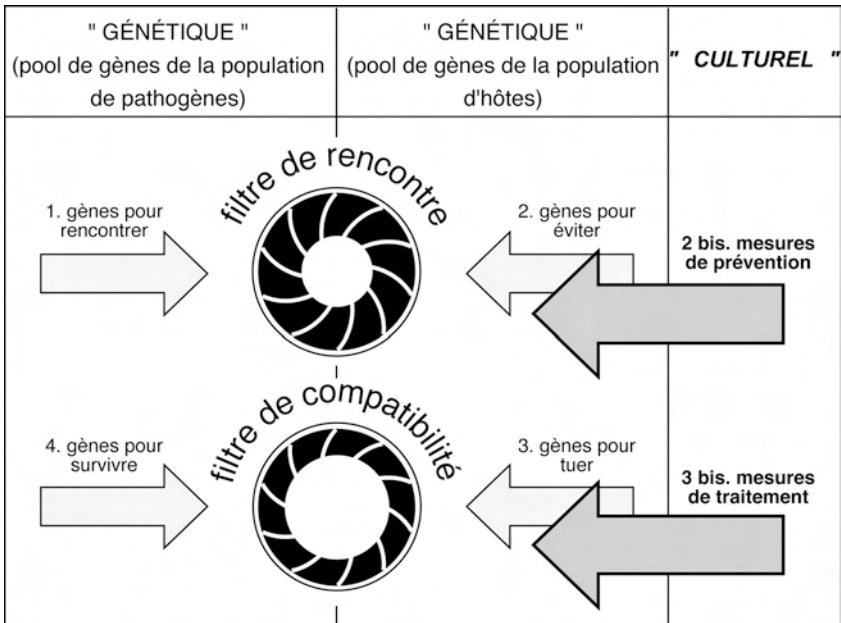 " GÉNÉTIQUE "
(pool de gènes de la population
de pathogènes)
" GÉNÉTIQUE "
(pool de gènes de la population
d'hôtes)
" CULTUREL "
filtre de rencontre
1. gènes pour
rencontrer
2. gènes pour
éviter
2 bis. mesures
de prévention
filtre de compatibilité
4. gènes pour
survivre
3. gènes pour
tuer
3 bis. mesures
de traitement